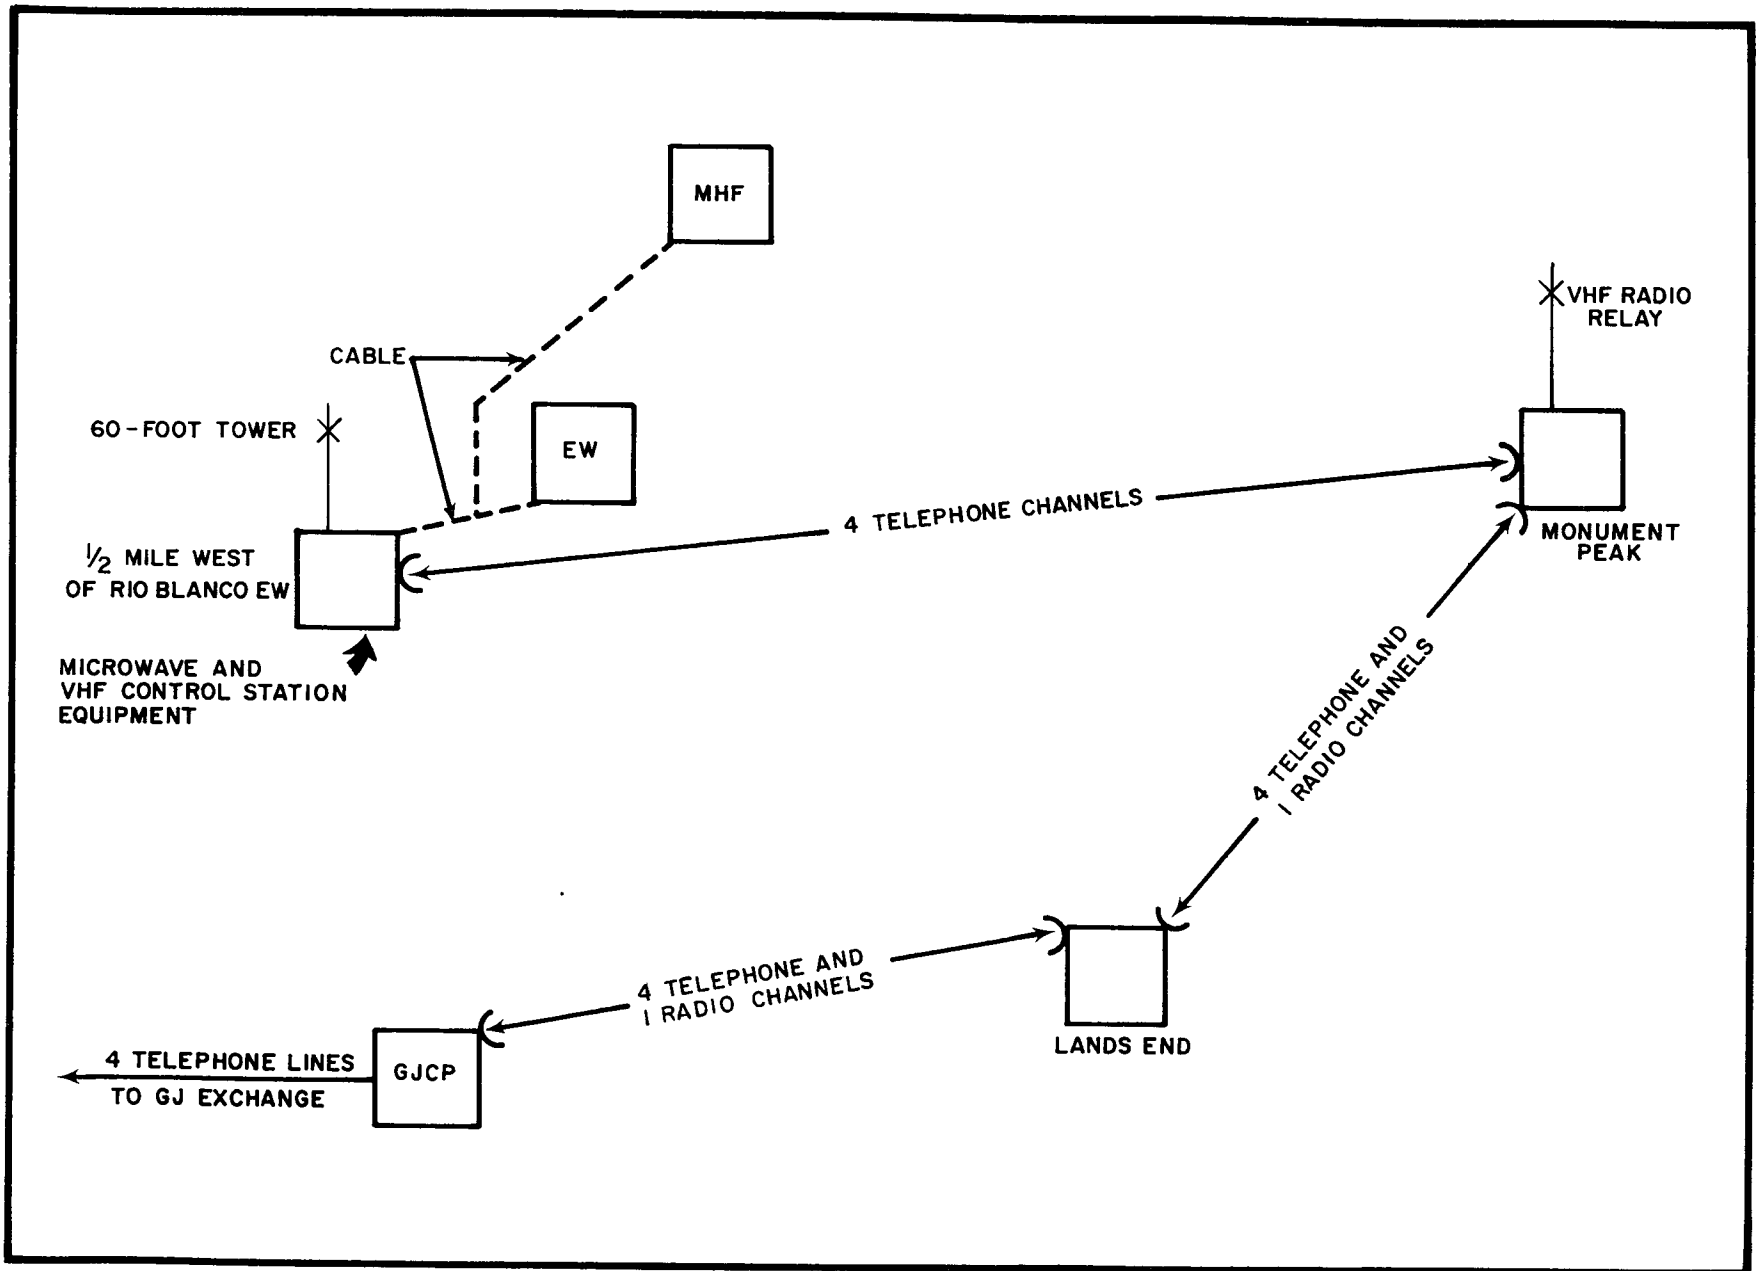 MHF
VHF RADIO
RELAY
CABLE
60-FOOT TOWER
EW
4 TELEPHONE CHANNELS
MONUMENT
PEAK
1/2 MILE WEST
OF RIO BLANCO EW
MICROWAVE AND
VHF CONTROL STATION
EQUIPMENT
4 TELEPHONE AND
1 RADIO CHANNELS
4 TELEPHONE AND
1 RADIO CHANNELS
LANDS END
4 TELEPHONE LINES
TO GJ EXCHANGE
GJCP